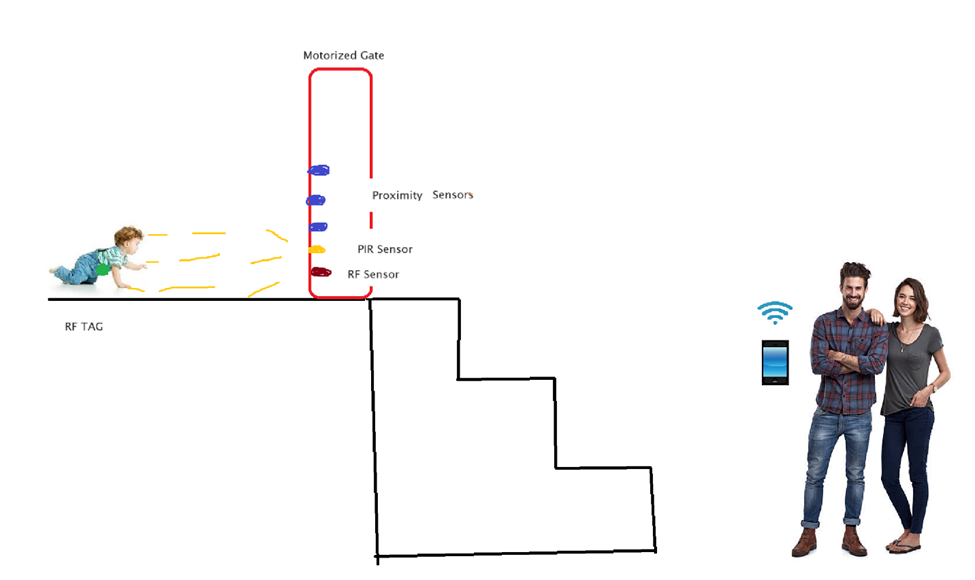 Motorized Gate
Proximity Sensors
PIR Sensor
RF Sensor
RF TAG